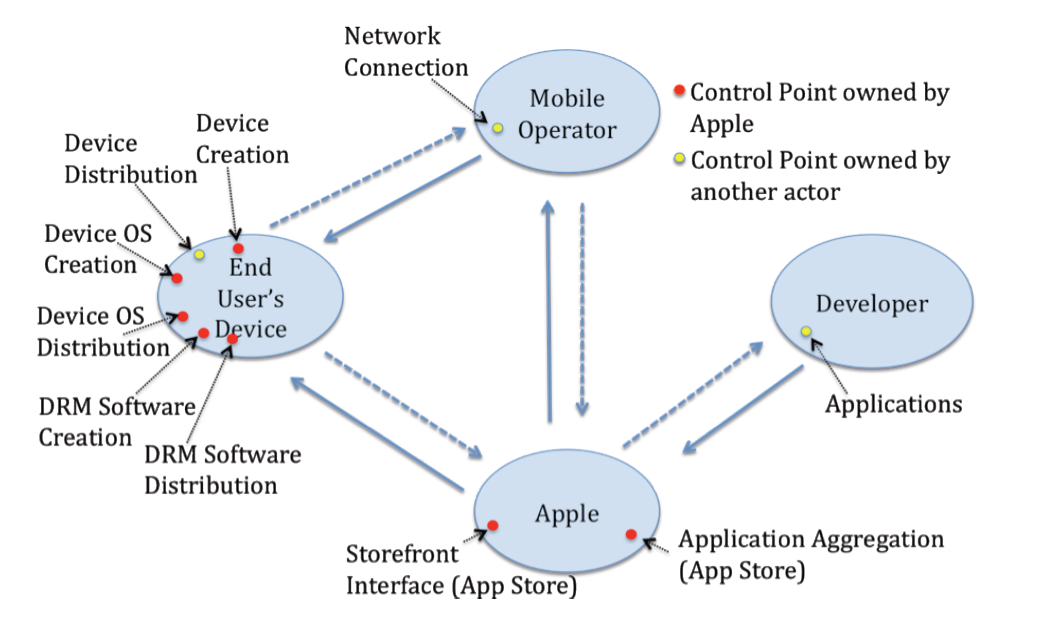 Network
Connection
Mobile
Operator
Control Point owned by
Apple
Control Point owned by
another actor
Device
Creation
Device
Distribution
Device OS
Creation
End
User's
Device
Device OS
Distribution
DRM Software
Creation
DRM Software
Distribution
Developer
Applications
Apple
Storefront
Interface (App Store)
Application Aggregation
(App Store)